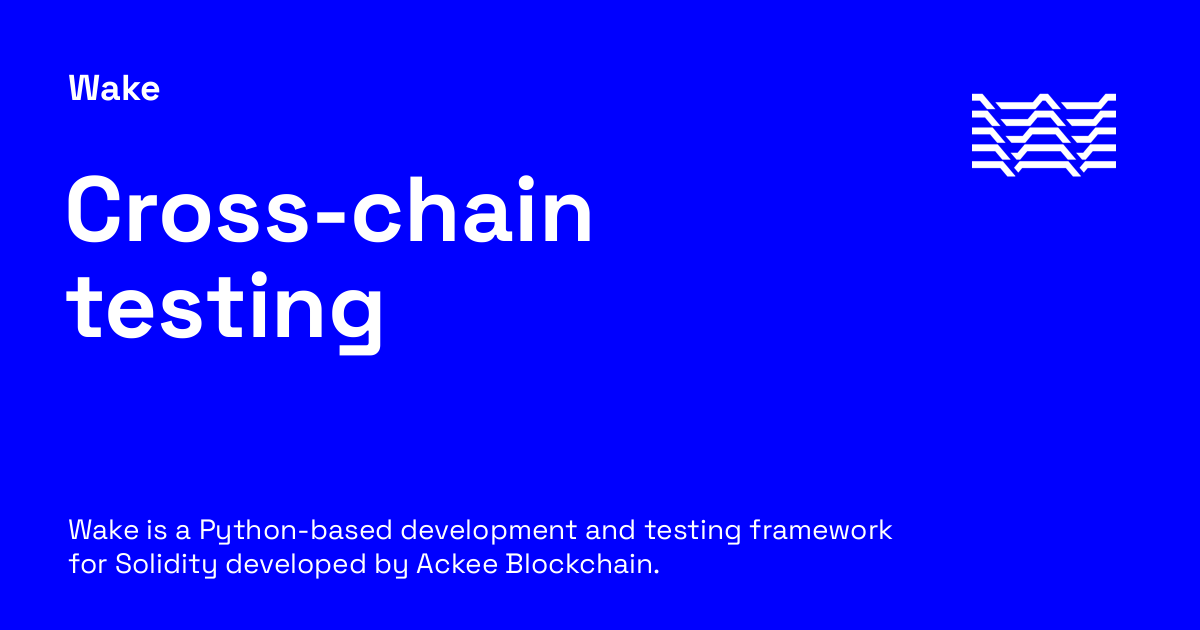 Wake
Cross-chain
testing
Wake is a Python-based development and testing framework
for Solidity developed by Ackee Blockchain.